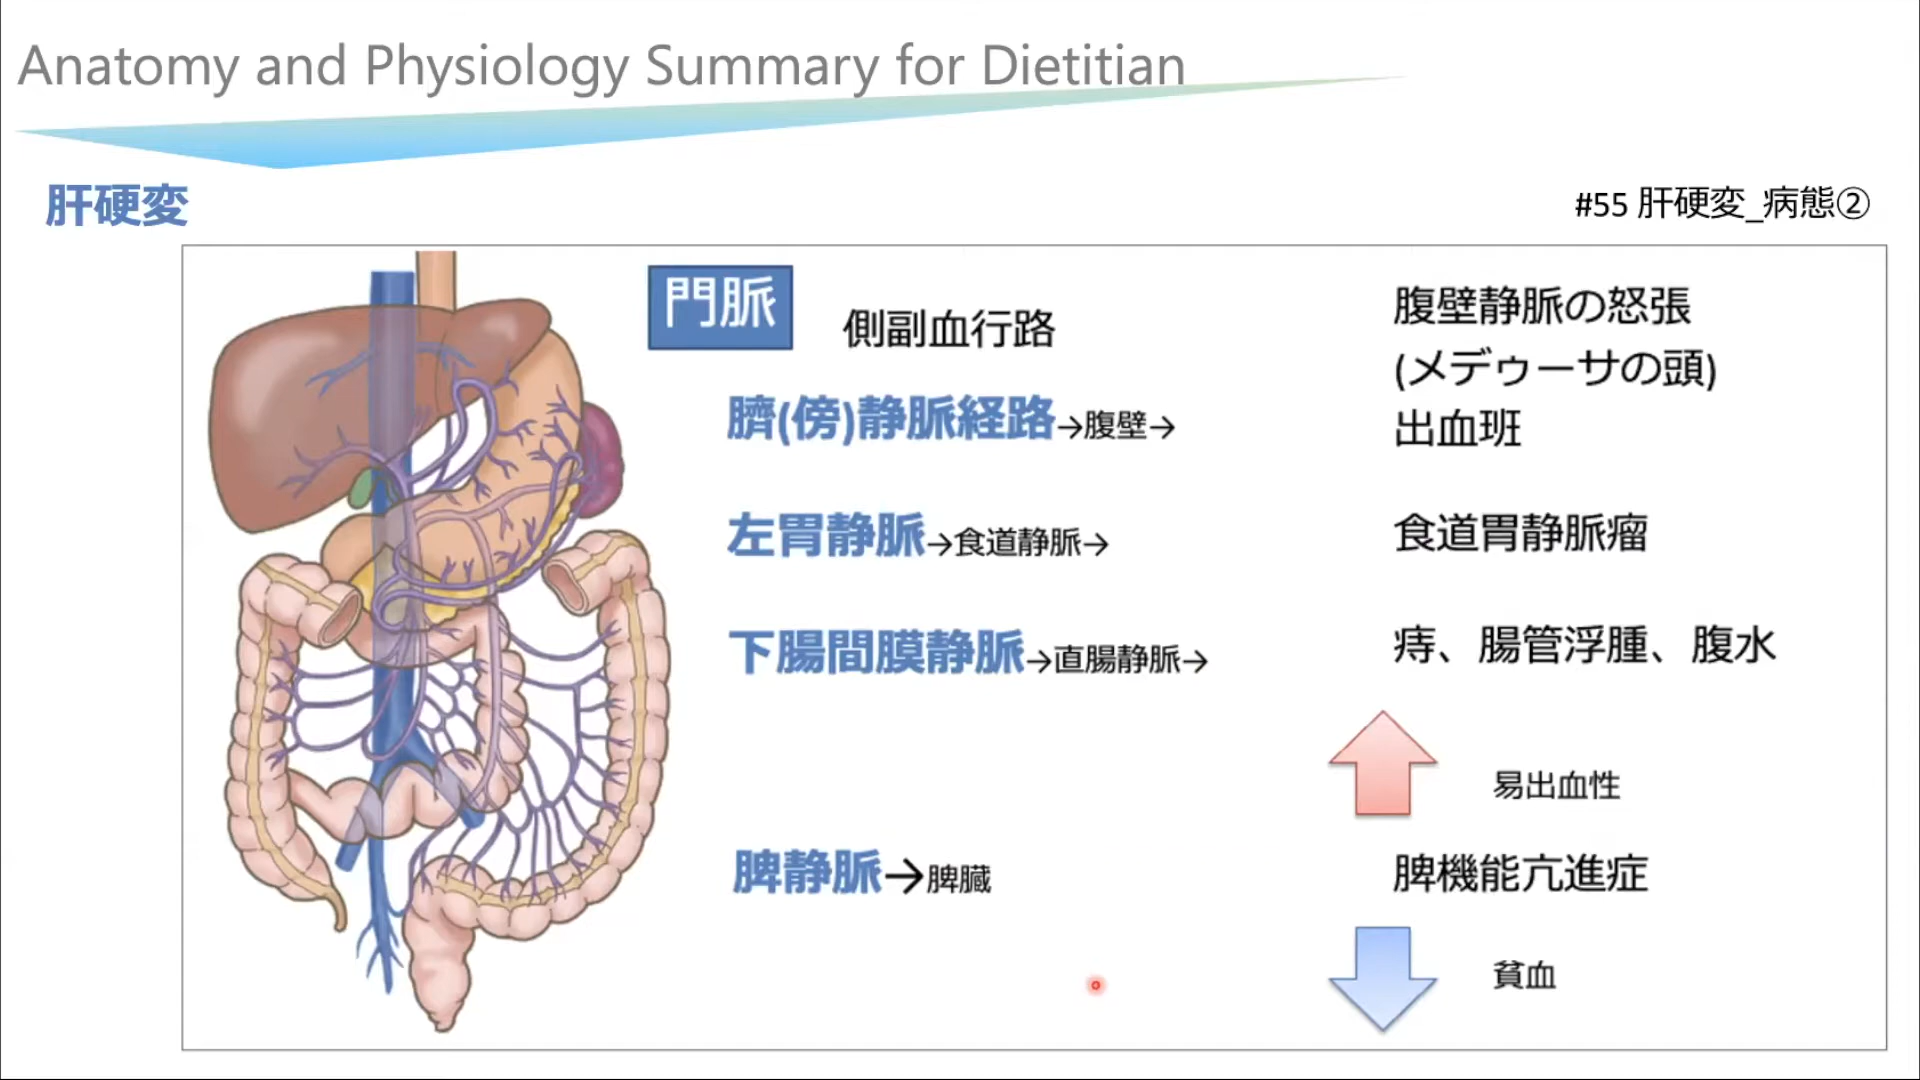 Anatomy and Physiology Summary for Dietitian
肝硬変
#55 肝硬変_病態②
門脈
側副血行路
腹壁静脈の怒張
(メデゥーサの頭)
臍(傍)静脈経路→腹壁→
出血班
左胃静脈→食道静脈→
食道胃静脈瘤
下腸間膜静脈→直腸静脈→
痔、腸管浮腫、腹水
易出血性
脾静脈→脾臓
脾機能亢進症
貧血